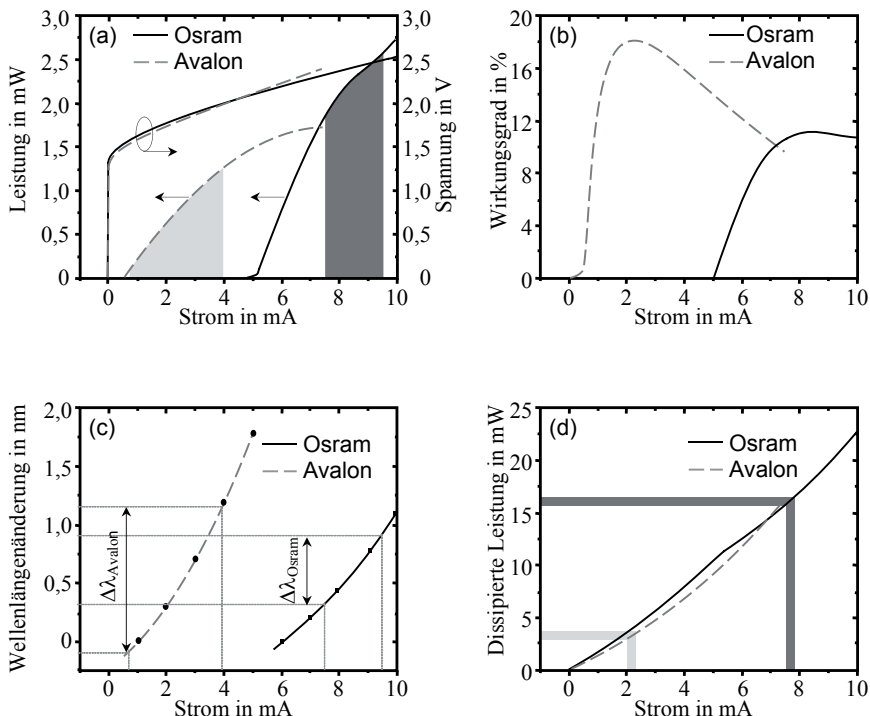 (a)
Osram
Avalon
Leistung in mW
3,0
2,5
2,0
1,5
1,0
0,5
0
Spannung in V
3,0
2,5
2,0
1,5
1,0
0,5
0
0 2 4 6 8 10
Strom in mA
(b)
Osram
Avalon
Wirkungsgrad in %
20
16
12
8
4
0
0 2 4 6 8 10
Strom in mA
(c)
Osram
Avalon
Wellenlängenänderung in nm
2,0
1,5
1,0
0,5
0
ΔλAvalon
ΔλOsram
0 2 4 6 8 10
Strom in mA
(d)
Osram
Avalon
Dissipierte Leistung in mW
25
20
15
10
5
0
0 2 4 6 8 10
Strom in mA